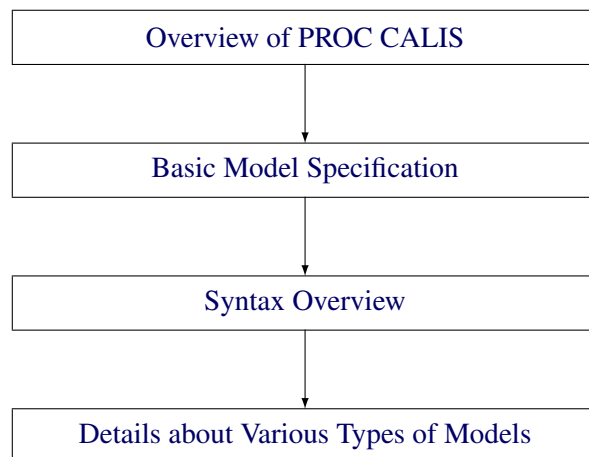 Overview of PROC CALIS
Basic Model Specification
Syntax Overview
Details about Various Types of Models